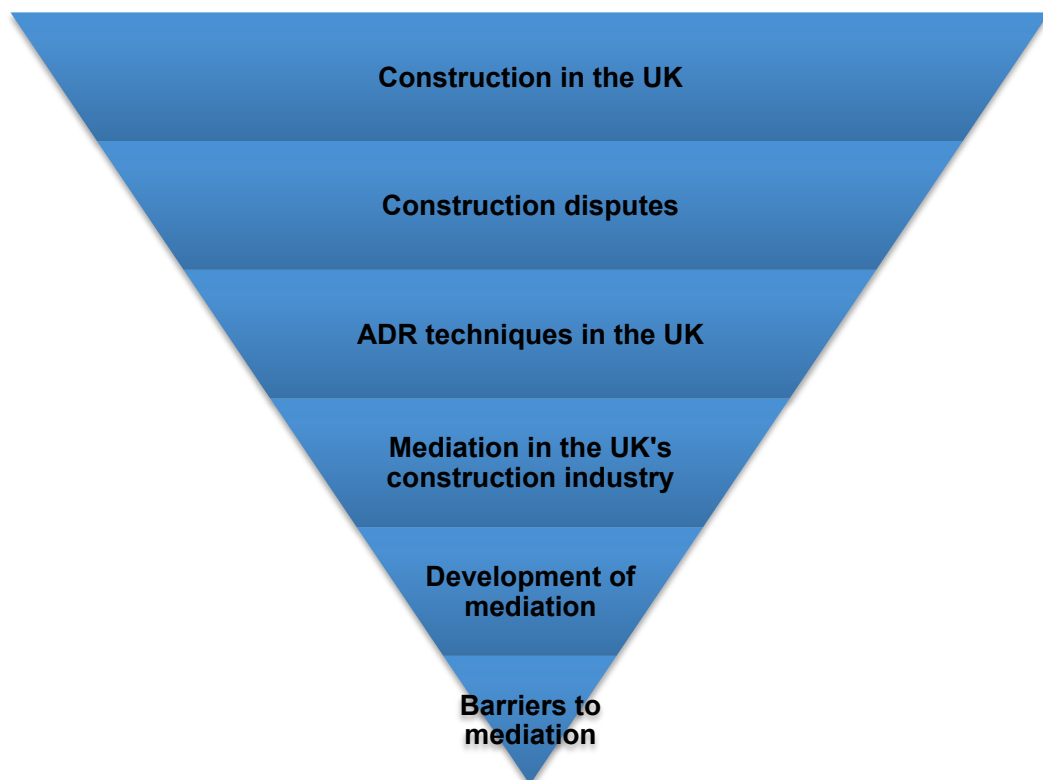 Construction in the UK
Construction disputes
ADR techniques in the UK
Mediation in the UK's
construction industry
Development of
mediation
Barriers to
mediation